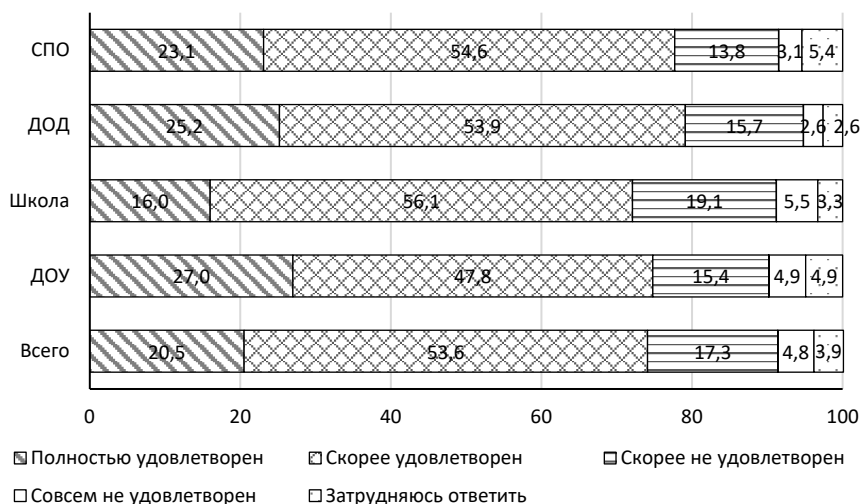 СПО 23,1 54,6 13,8 3,1 5,4
ДОД 25,2 53,9 15,7 2,6 2,6
Школа 16,0 56,1 19,1 5,5 3,3
ДОУ 27,0 47,8 15,4 4,9 4,9
Всего 20,5 53,6 17,3 4,8 3,9
0 20 40 60 80 100
Полностью удовлетворен Скорее удовлетворен Скорее не удовлетворен
Совсем не удовлетворен Затрудняюсь ответить